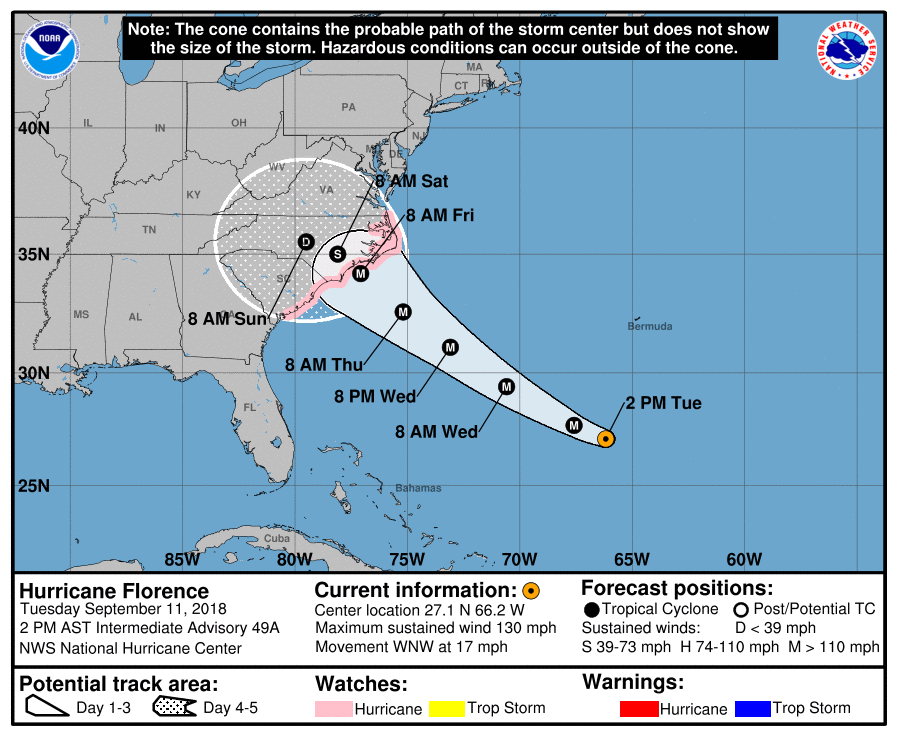 Note: The cone contains the probable path of the storm center but does not show
the size of the storm. Hazardous conditions can occur outside of the cone.
NOAA
NATIONAL WEATHER SERVICE
MA
CT
PA
40N
IL
IN
OH
NJ
DE
WV
KY
VA
8 AM Sat
8 AM Fri
TN
D
S
35N
SC
M
MS
AL
8 AM Sun
M
Bermuda
M
8 AM Thu
30N
M
8 PM Wed
2 PM Tue
FL
8 AM Wed
M
25N
Bahamas
Cuba
85W
80W
75W
70W
65W
60W
Hurricane Florence
Tuesday September 11, 2018
2 PM AST Intermediate Advisory 49A
NWS National Hurricane Center
Current information:
Center location 27.1 N 66.2 W
Maximum sustained wind 130 mph
Movement WNW at 17 mph
Forecast positions:
Tropical Cyclone Post/Potential TC
Sustained winds: D < 39 mph
S 39-73 mph H 74-110 mph M > 110 mph
Potential track area:
Day 1-3 Day 4-5
Watches:
Hurricane Trop Storm
Warnings:
Hurricane Trop Storm